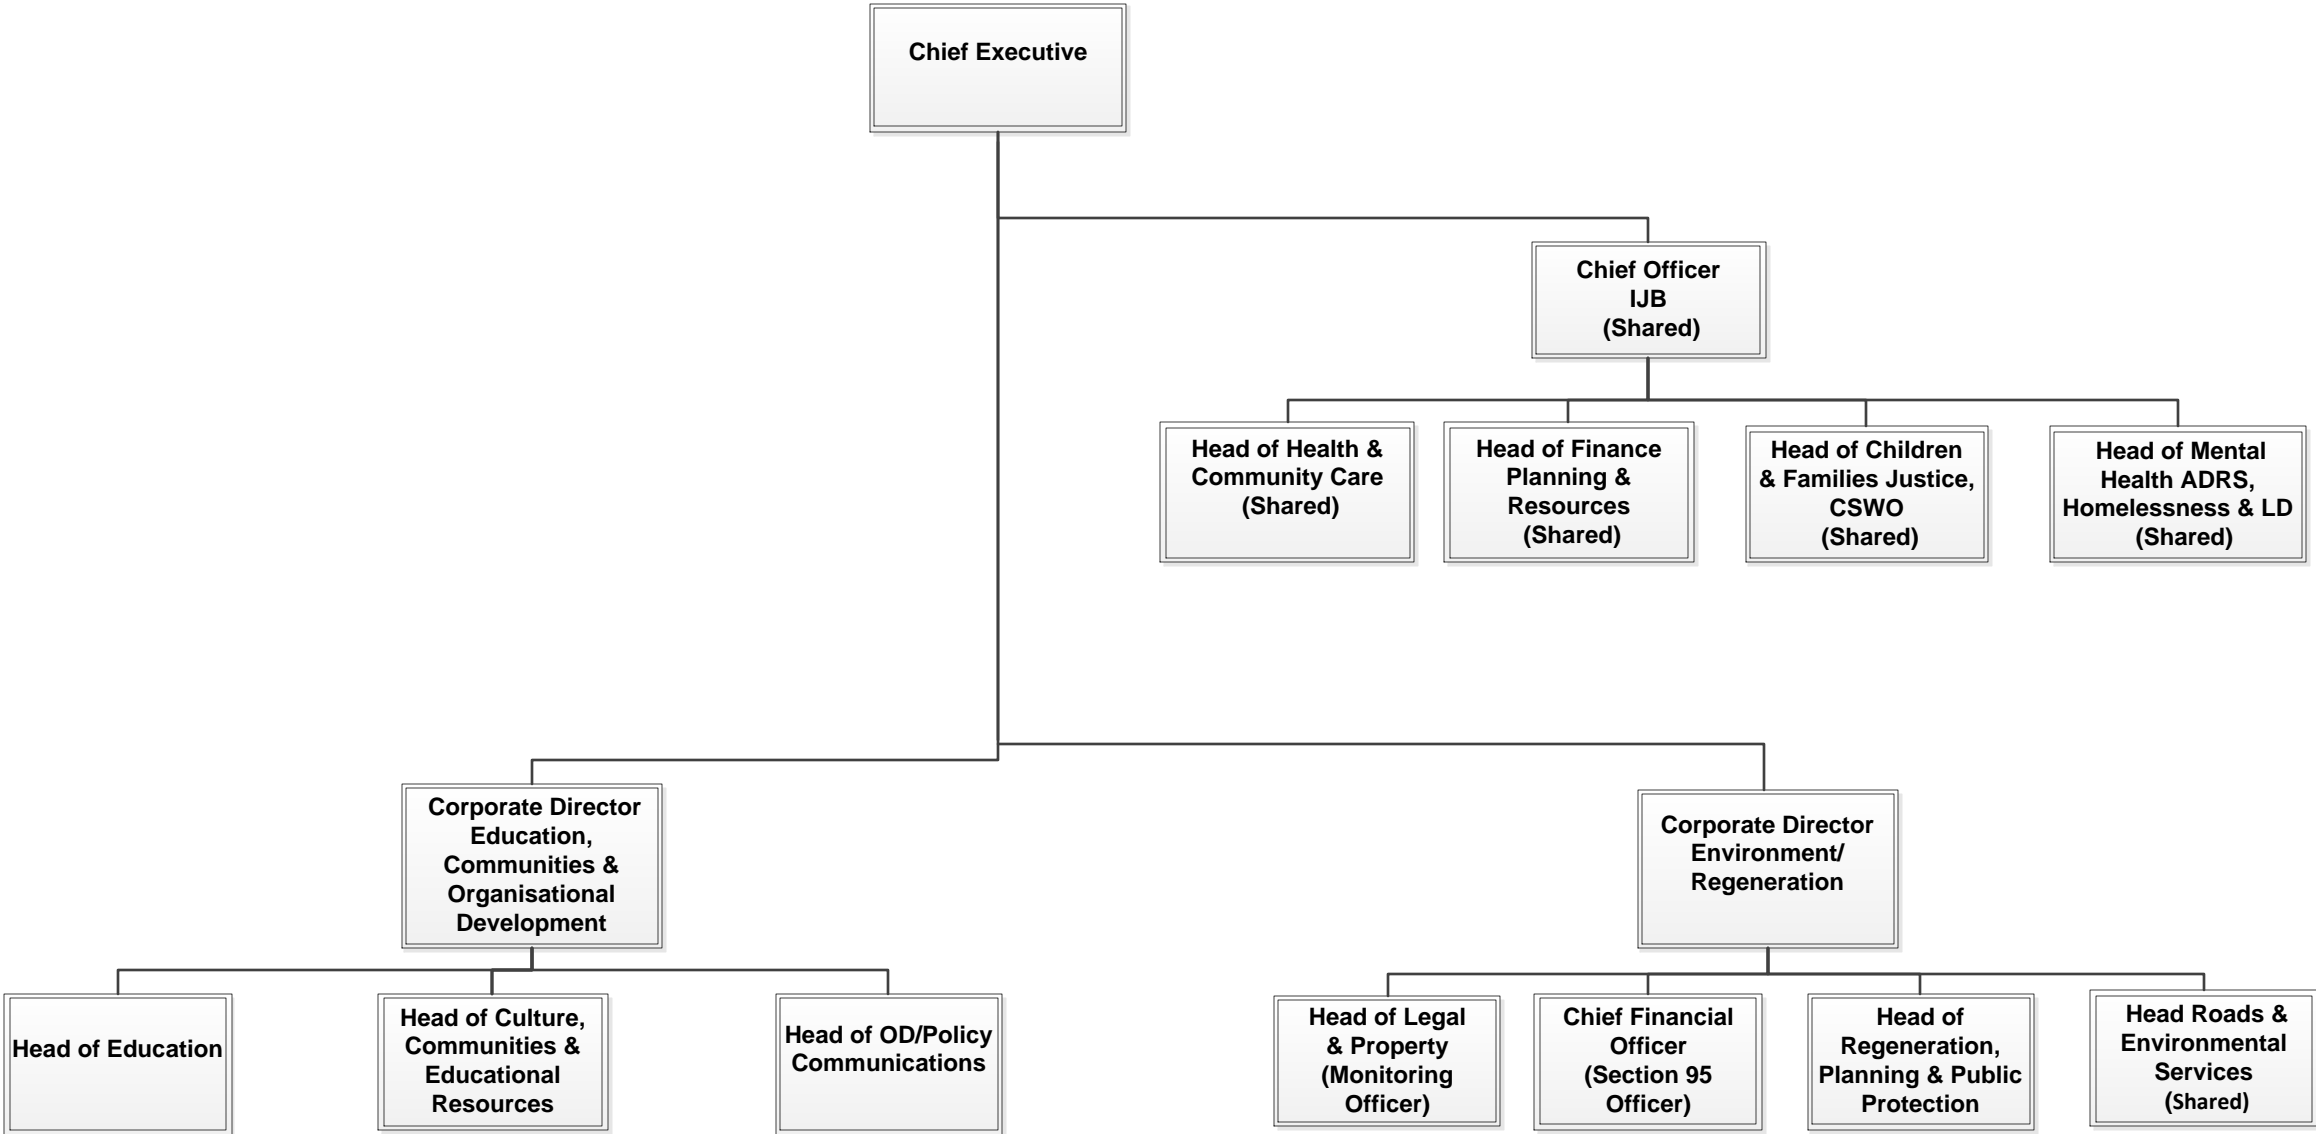 Chief Executive
Chief Officer
IJB
(Shared)
Head of Health &
Community Care
(Shared)
Head of Finance
Planning &
Resources
(Shared)
Head of Children
& Families Justice,
CSWO
(Shared)
Head of Mental
Health ADRS,
Homelessness & LD
(Shared)
Corporate Director
Education,
Communities &
Organisational
Development
Corporate Director
Environment/
Regeneration
Head of Education
Head of Culture,
Communities &
Educational
Resources
Head of OD/Policy
Communications
Head of Legal
& Property
(Monitoring
Officer)
Chief Financial
Officer
(Section 95
Officer)
Head of
Regeneration,
Planning & Public
Protection
Head Roads &
Environmental
Services
(Shared)